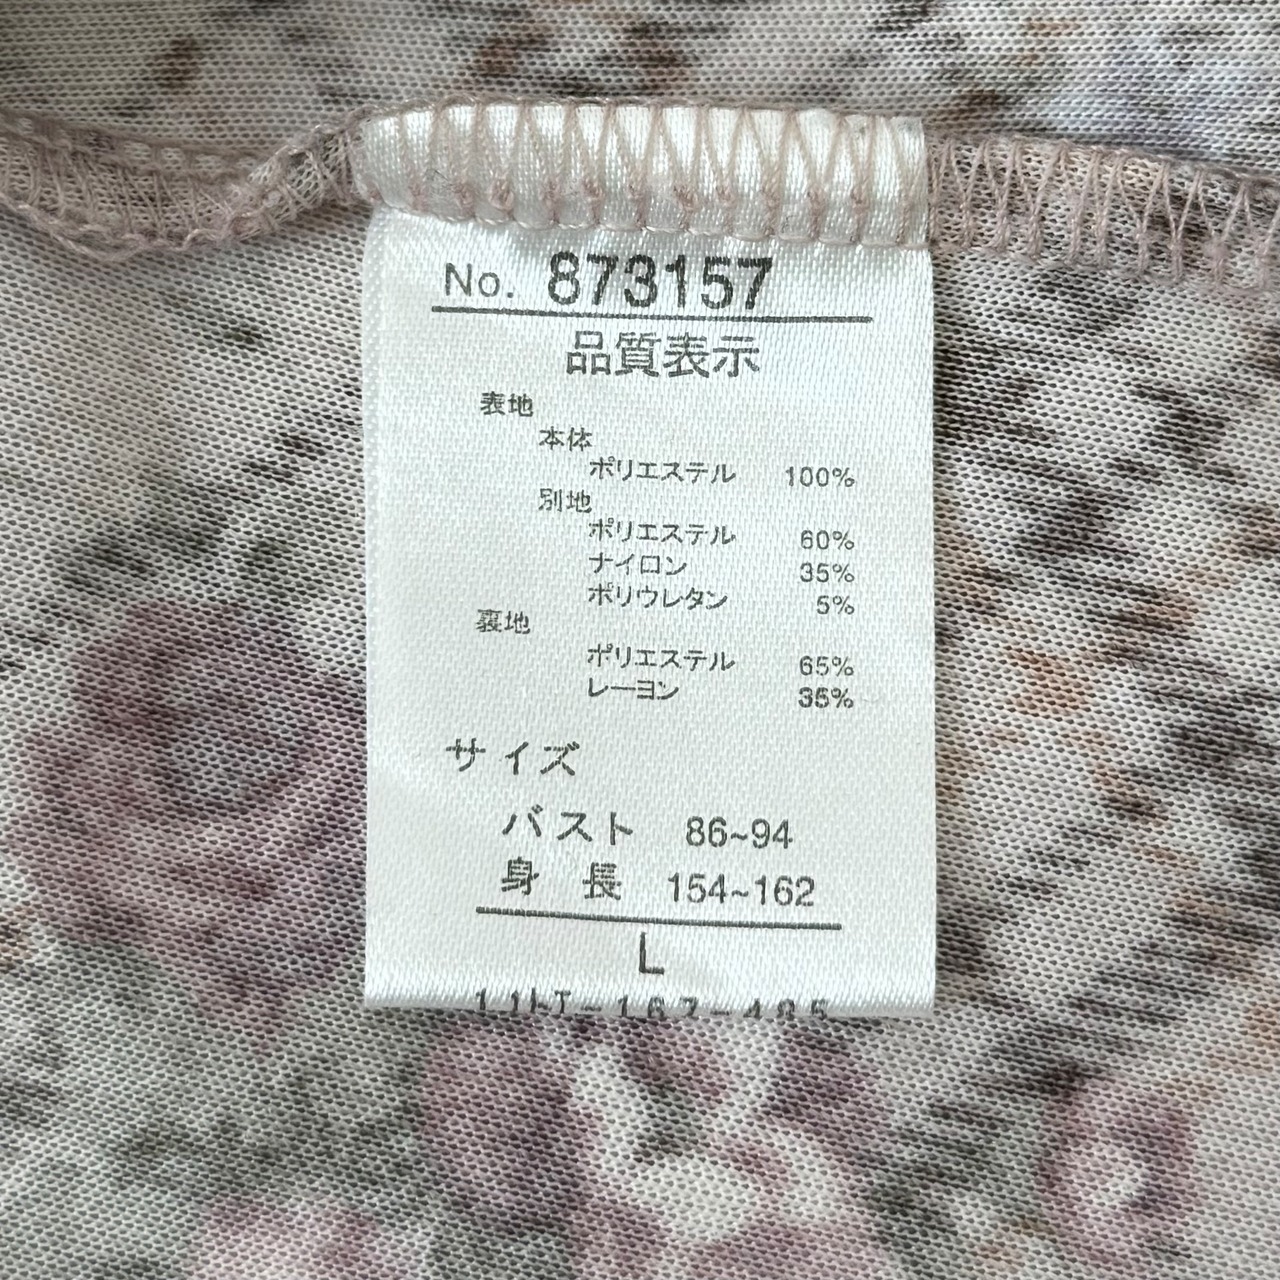 No. 873157
品質表示
表地
本体
ポリエステル 100%
別地
ポリエステル 60%
ナイロン 35%
ポリウレタン 5%
裏地
ポリエステル 65%
レーヨン 35%
サイズ
バスト 86~94
身長 154~162
L